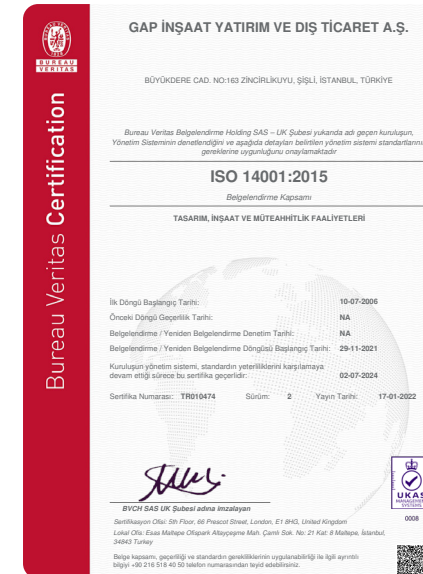 GAP İNŞAAT YATIRIM VE DIŞ TİCARET A.Ş.
BUREAU
VERITAS
BÜYÜKDERE CAD. NO:163 ZİNCİRLİKUYU, ŞİŞLİ, İSTANBUL, TÜRKİYE
Bureau Veritas Certification
Bureau Veritas Belgelendirme Holding SAS – UK Şubesi yukarıda adı geçen kuruluşun,
Yönetim Sisteminin denetlendiğini ve aşağıda detayları belirtilen yönetim sistemi standartlarını
gereklerine uygunluğunu onaylamaktadır
ISO 14001:2015
Belgelendirme Kapsamı
TASARIM, İNŞAAT VE MÜTEAHHİTLİK FAALİYETLERİ
İlk Döngü Başlangıç Tarihi: 10-07-2006
Önceki Döngü Geçerlilik Tarihi: NA
Belgelendirme / Yeniden Belgelendirme Denetim Tarihi: NA
Belgelendirme / Yeniden Belgelendirme Döngüsü Başlangıç Tarihi: 29-11-2021
Kuruluşun yönetim sistemi, standardın yeterliliklerini karşılamaya
devam ettiği sürece bu sertifika geçerlidir: 02-07-2024
Sertifika Numarası: TR010474 Sürüm: 2 Yayın Tarihi: 17-01-2022
BVCH SAS UK Şubesi adına imzalayan
Sertifikasyon Ofisi: 5th Floor, 66 Prescot Street, London, E1 8HG, United Kingdom
Lokal Ofis: Esas Maltepe Ofispark Altayçeşme Mah. Çamlı Sok. No: 21 Kat: 8 Maltepe, İstanbul,
34843 Turkey
Belge kapsamı, geçerliliği ve standardın gerekliliklerinin uygulanabilirliği ile ilgili ayrıntılı
bilgiyi +90 216 518 40 50 telefon numarasından teyid edebilirsiniz.
UKAS
MANAGEMENT
SYSTEMS
0008